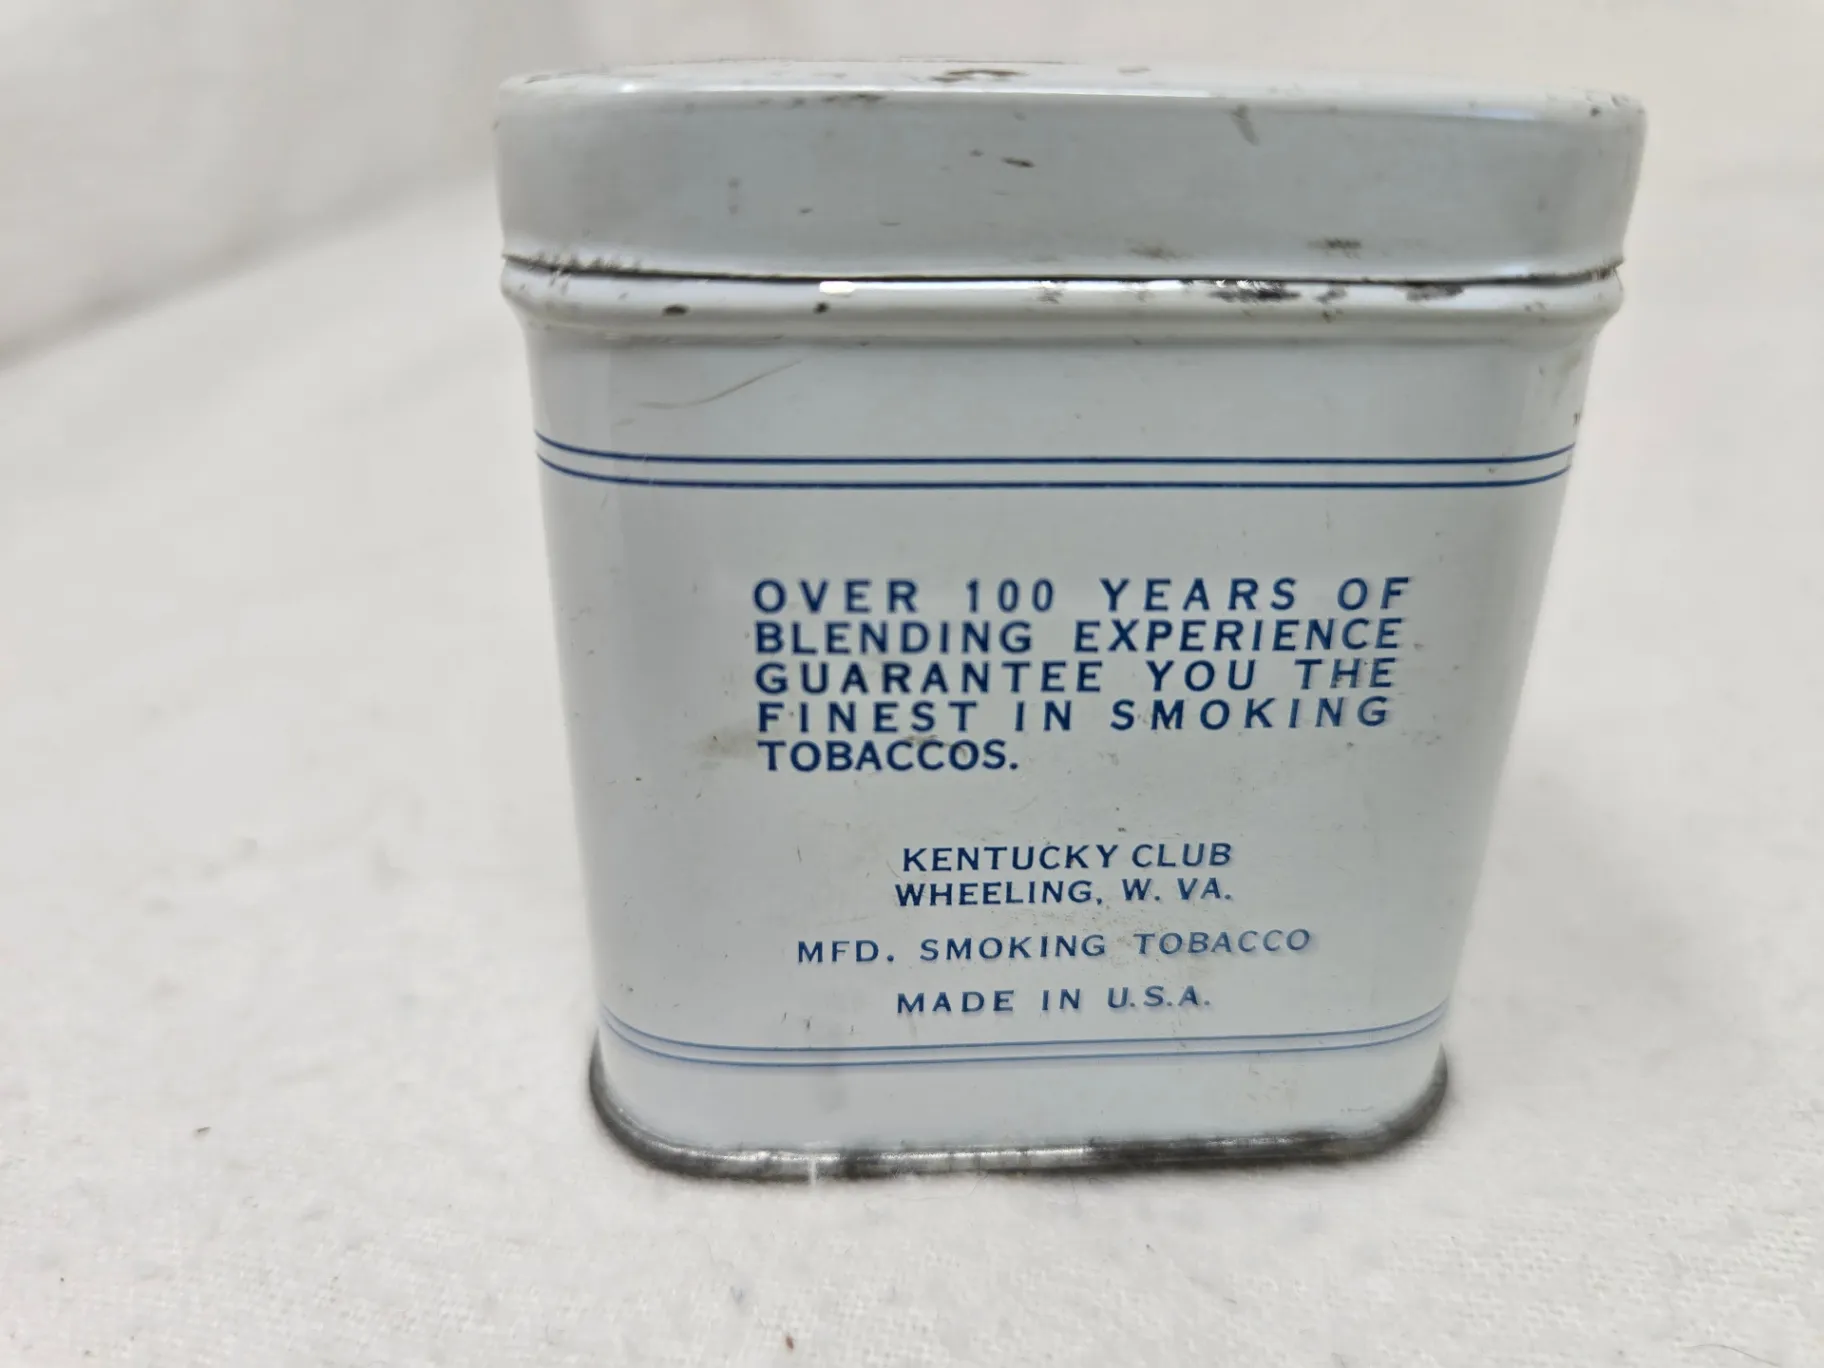 OVER 100 YEARS OF
BLENDING EXPERIENCE
GUARANTEE YOU THE
FINEST IN SMOKING
TOBACCOS.
KENTUCKY CLUB
WHEELING, W. VA.
MFD. SMOKING TOBACCO
MADE IN U.S.A.